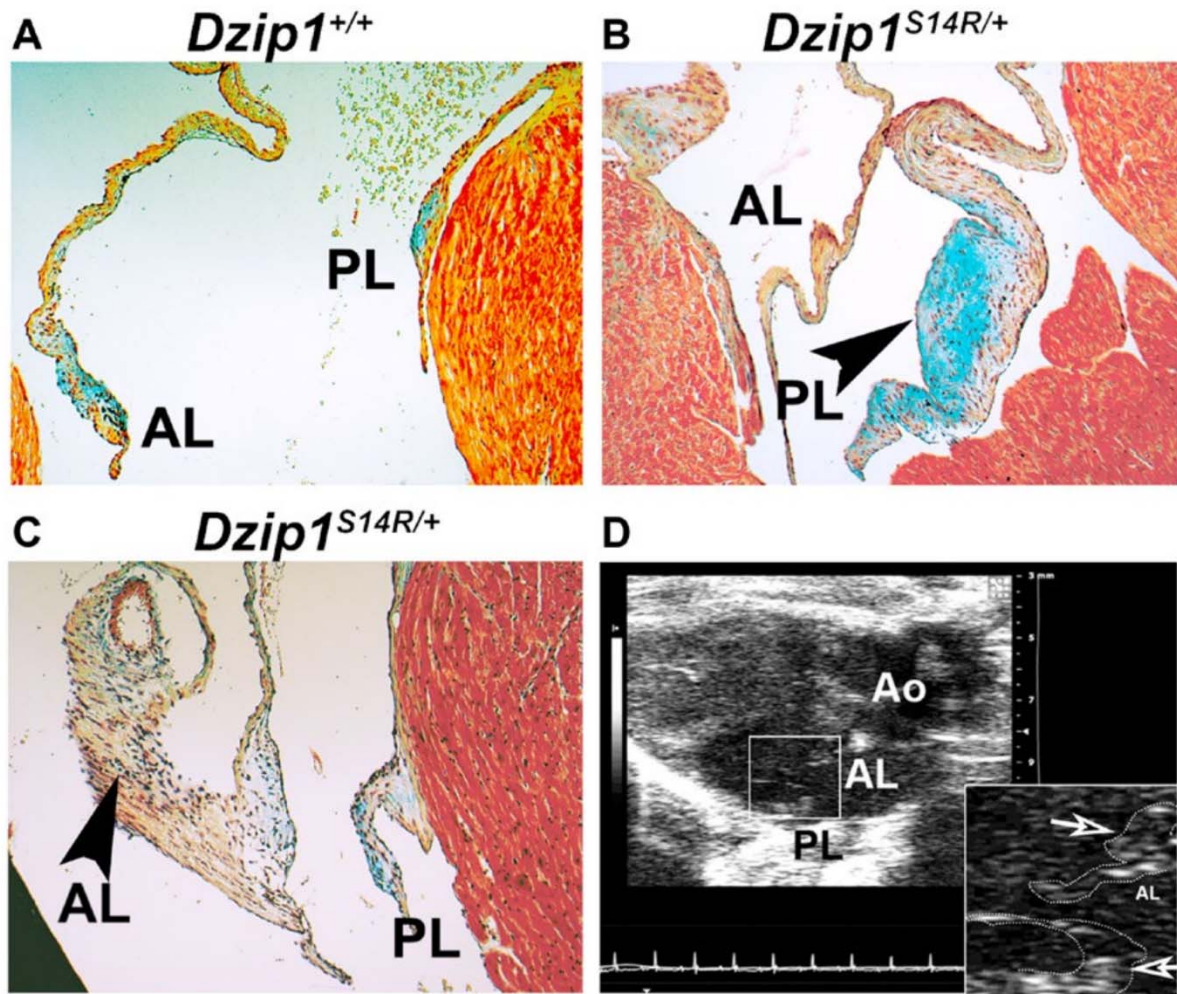 A Dzip1+/+
AL
PL
B Dzip1S14R/+
AL
PL
C Dzip1S14R/+
AL
PL
D
3 mm
5
7
9
Ao
AL
PL
AL